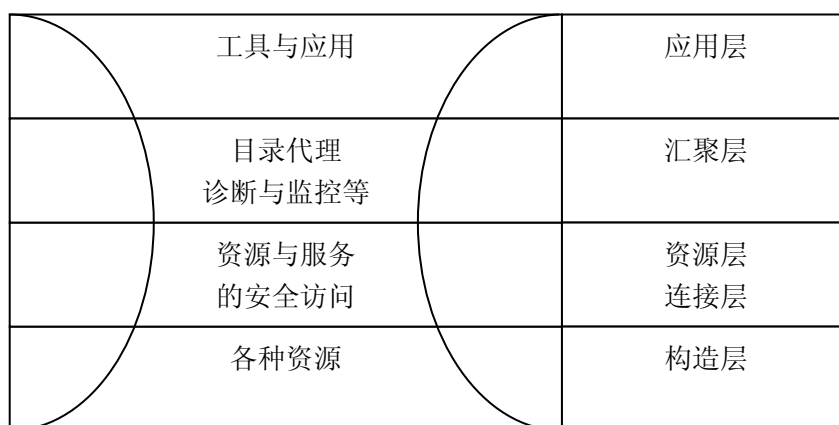 工具与应用
应用层
目录代理
诊断与监控等
汇聚层
资源与服务
的安全访问
资源层
连接层
各种资源
构造层